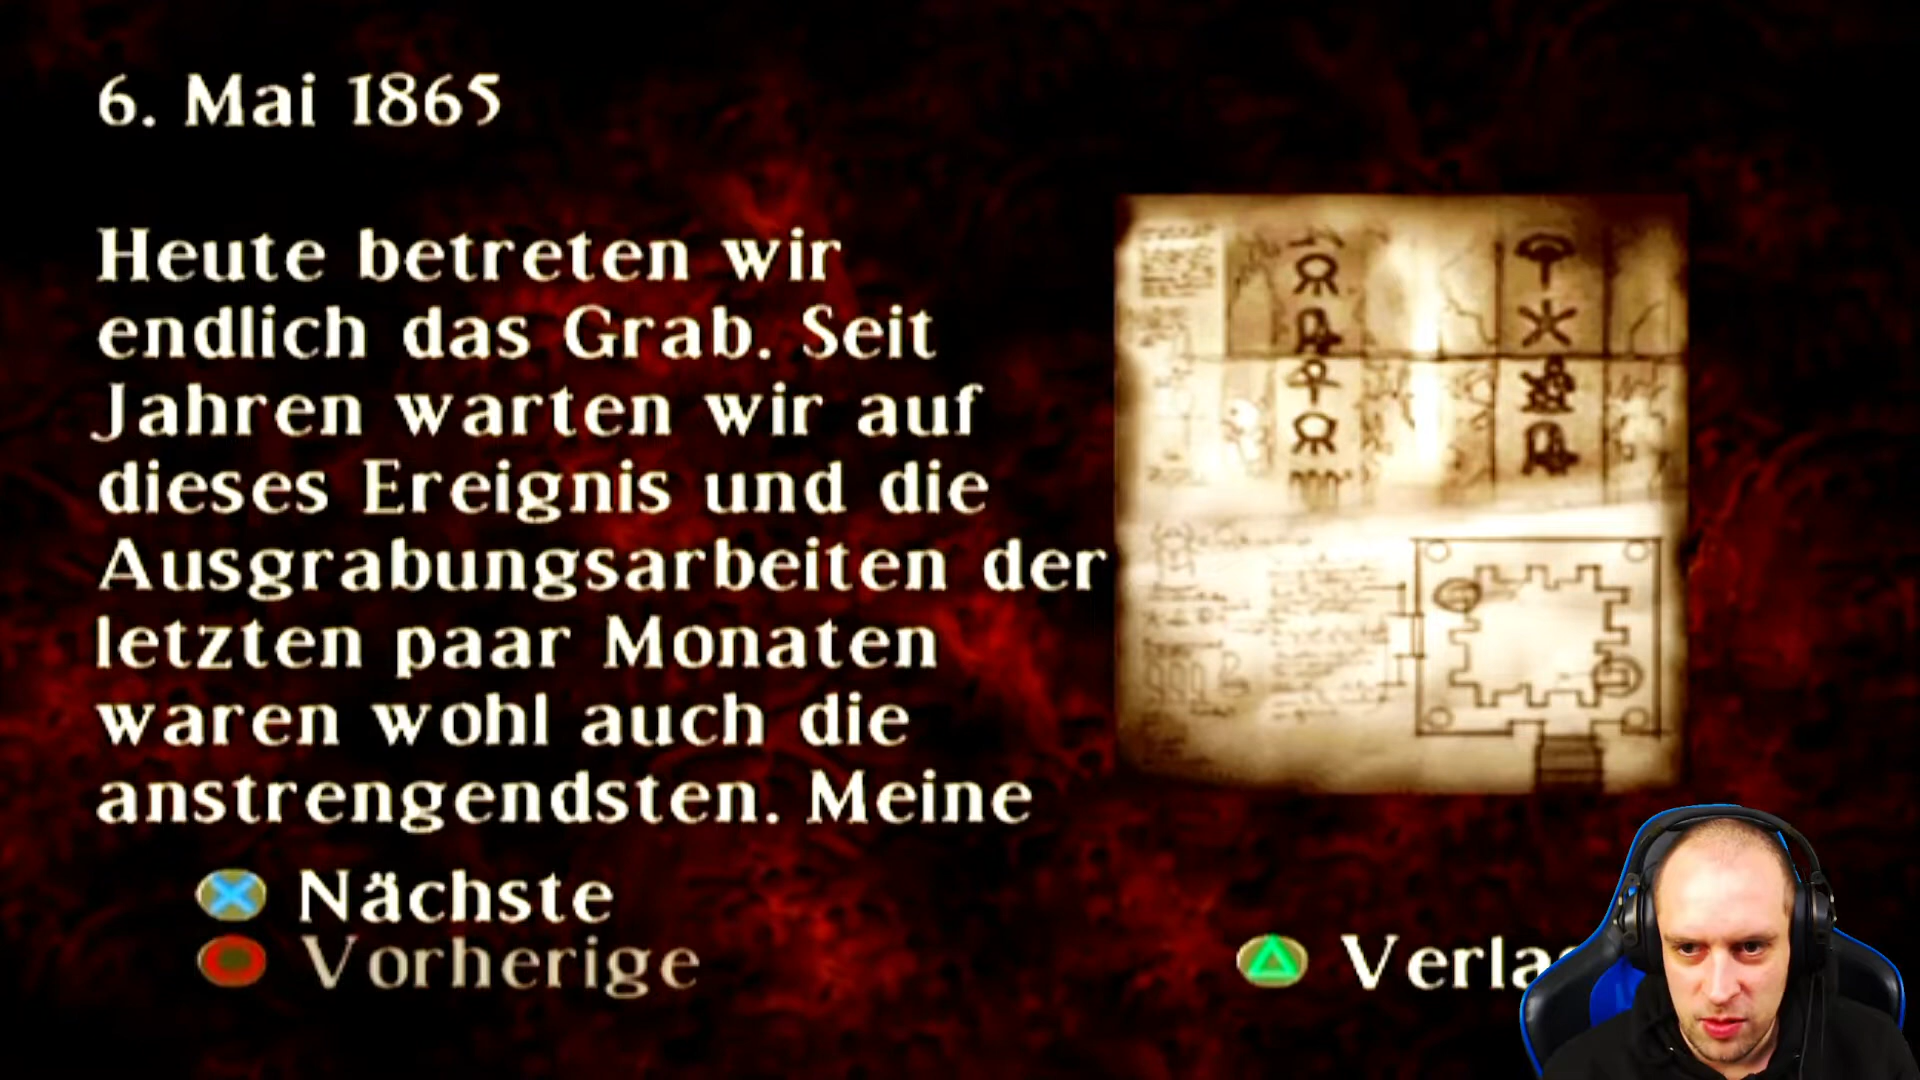 6. Mai 1865
Heute betreten wir
endlich das Grab. Seit
Jahren warten wir auf
dieses Ereignis und die
Ausgrabungsarbeiten der
letzten paar Monaten
waren wohl auch die
anstrengendsten. Meine
Nächste
Vorherige